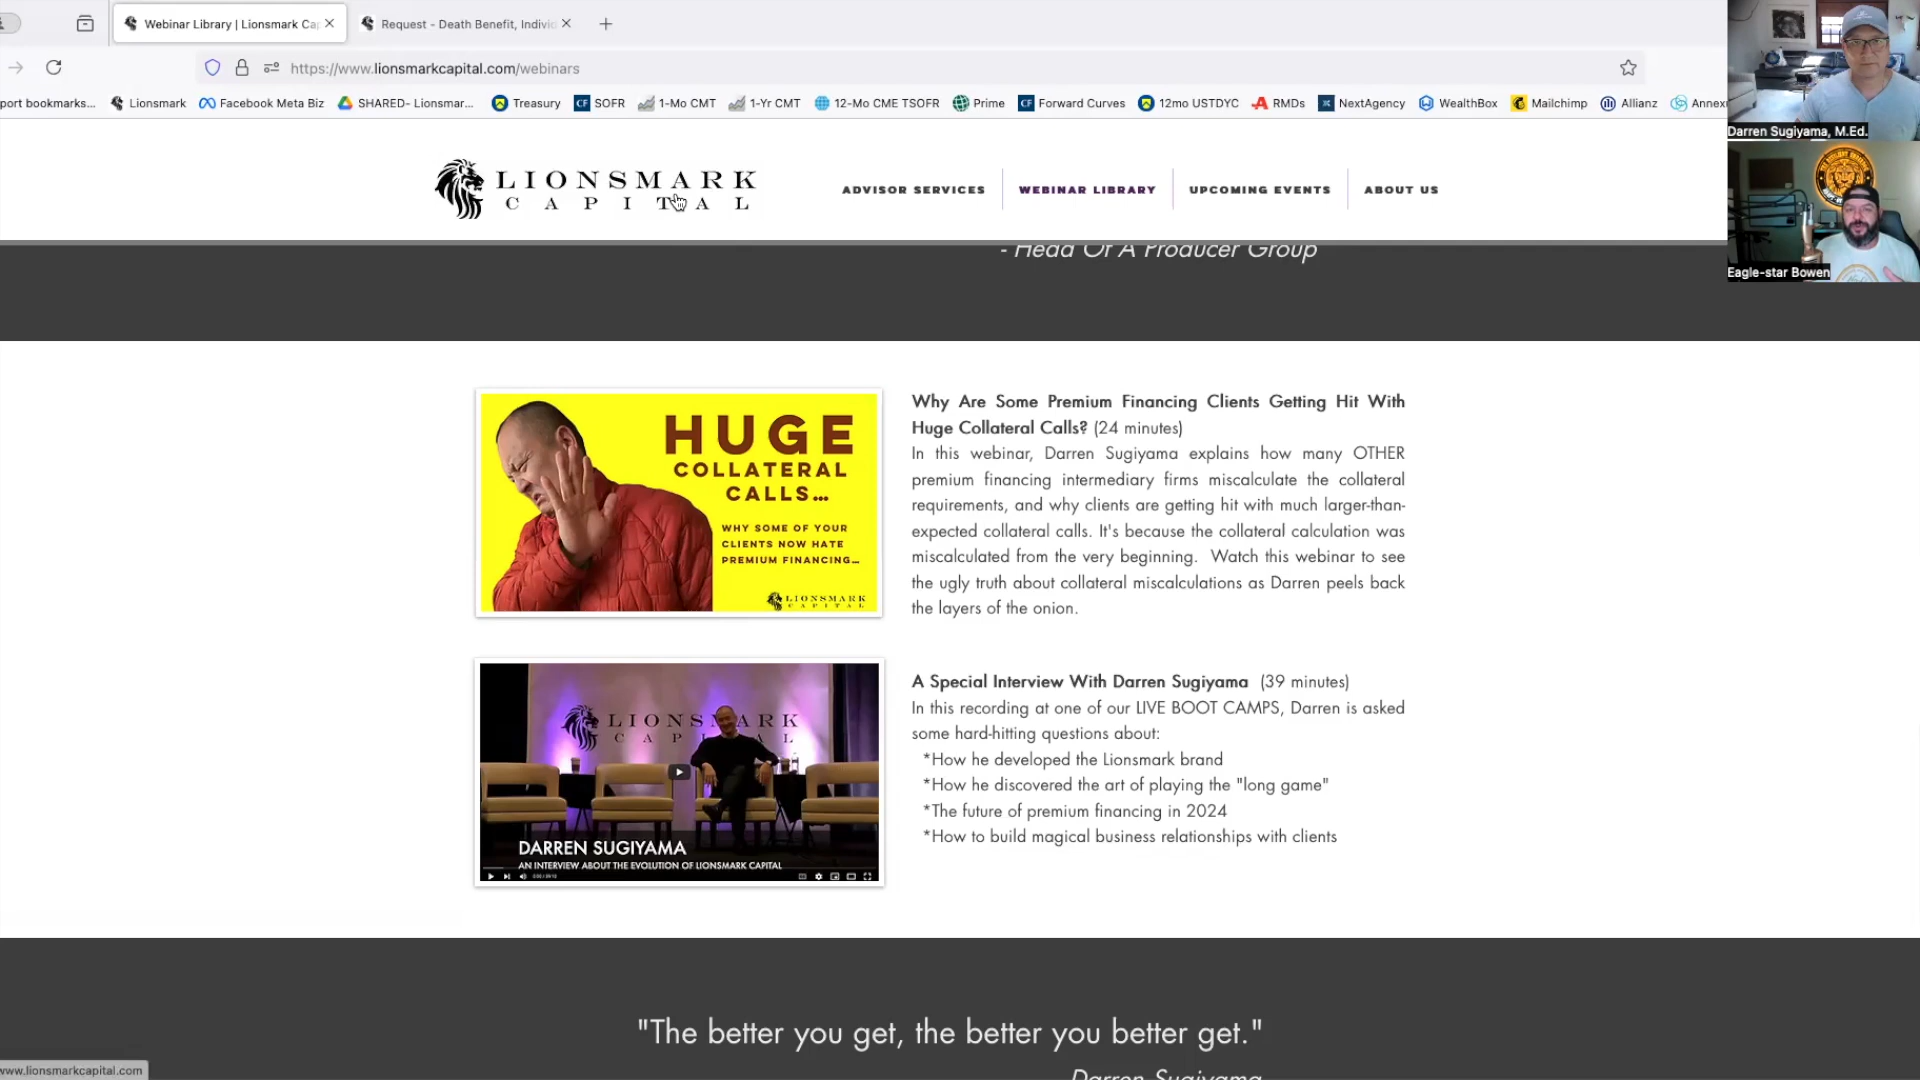 Webinar Library | Lionsmark Ca
Request - Death Benefit, Indivi
https://www.lionsmarkcapital.com/webinars
port bookmarks...
Lionsmark
Facebook Meta Biz
SHARED- Lionsmar...
Treasury
SOFR
1-Mo CMT
1-Yr CMT
12-Mo CME TSOFR
Prime
Forward Curves
12mo USTDYC
RMDs
NextAgency
WealthBox
Mailchimp
Allianz
Annex
Darren Sugiyama, M.Ed.
Eagle-star Bowen
LIONSMARK
CAPITAL
ADVISOR SERVICES
WEBINAR LIBRARY
UPCOMING EVENTS
ABOUT US
- Head Of A Producer Group
HUGE
COLLATERAL
CALLS...
WHY SOME OF YOUR
CLIENTS NOW HATE
PREMIUM FINANCING...
LIONSMARK
CAPITAL
Why Are Some Premium Financing Clients Getting Hit With
Huge Collateral Calls? (24 minutes)
In this webinar, Darren Sugiyama explains how many OTHER
premium financing intermediary firms miscalculate the collateral
requirements, and why clients are getting hit with much larger-than-
expected collateral calls. It's because the collateral calculation was
miscalculated from the very beginning. Watch this webinar to see
the ugly truth about collateral miscalculations as Darren peels back
the layers of the onion.
LIONSMARK
DARREN SUGIYAMA
AN INTERVIEW ABOUT THE EVOLUTION OF LIONSMARK CAPITAL
A Special Interview With Darren Sugiyama (39 minutes)
In this recording at one of our LIVE BOOT CAMPS, Darren is asked
some hard-hitting questions about:
*How he developed the Lionsmark brand
*How he discovered the art of playing the "long game"
*The future of premium financing in 2024
*How to build magical business relationships with clients
"The better you get, the better you better get."
Darren Sugiyama
www.lionsmarkcapital.com